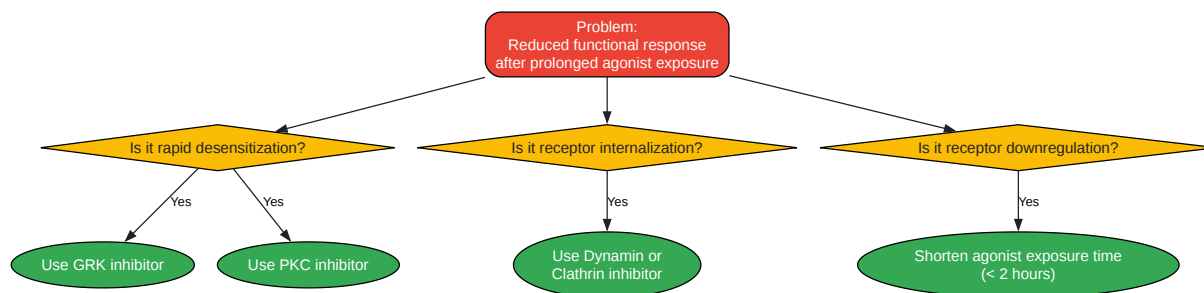 Problem:
Reduced functional response
after prolonged agonist exposure
Is it rapid desensitization?
Is it receptor internalization?
Is it receptor downregulation?
Yes
Yes
Yes
Yes
Use GRK inhibitor
Use PKC inhibitor
Use Dynamin or
Clathrin inhibitor
Shorten agonist exposure time
(< 2 hours)